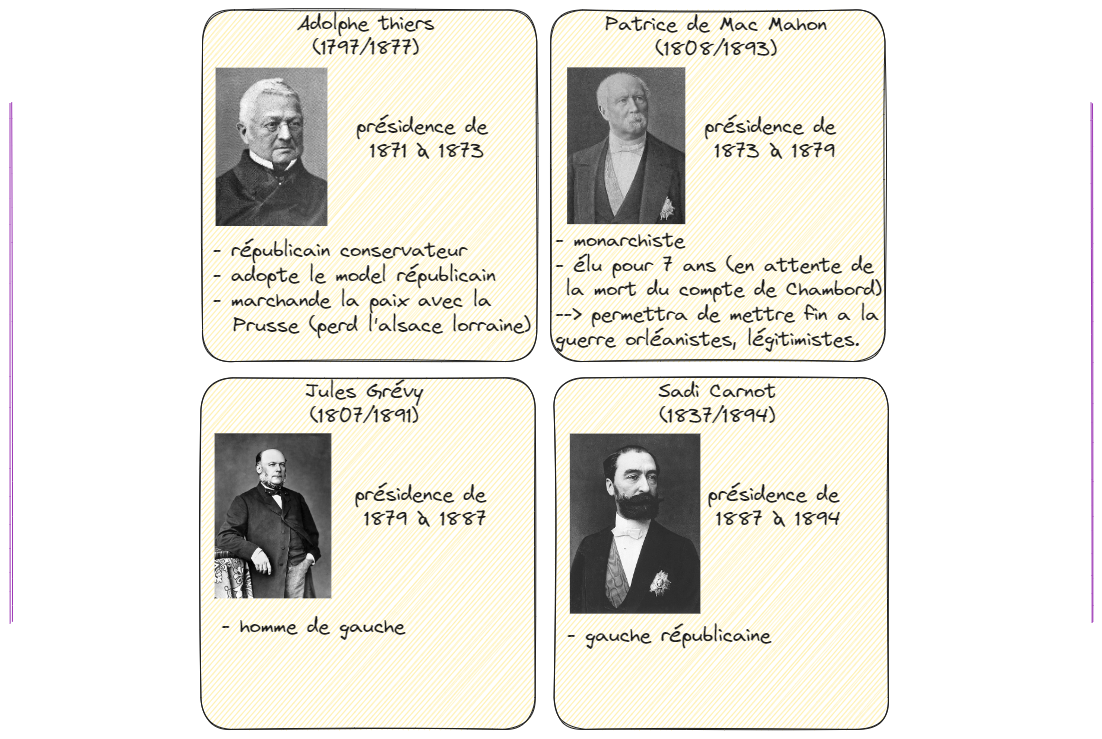 Adolphe thiers
(1797/1877)
présidence de
1871 à 1873
- républicain conservateur
- adopte le model républicain
- marchande la paix avec la
Prusse (perd l'alsace lorraine)
Patrice de Mac Mahon
(1808/1893)
présidence de
1873 à 1879
- monarchiste
- élu pour 7 ans (en attente de
la mort du compte de Chambord)
--> permettra de mettre fin a la
guerre orléanistes, légitimistes.
Jules Grévy
(1807/1891)
présidence de
1879 à 1887
- homme de gauche
Sadi Carnot
(1837/1894)
présidence de
1887 à 1894
- gauche républicaine